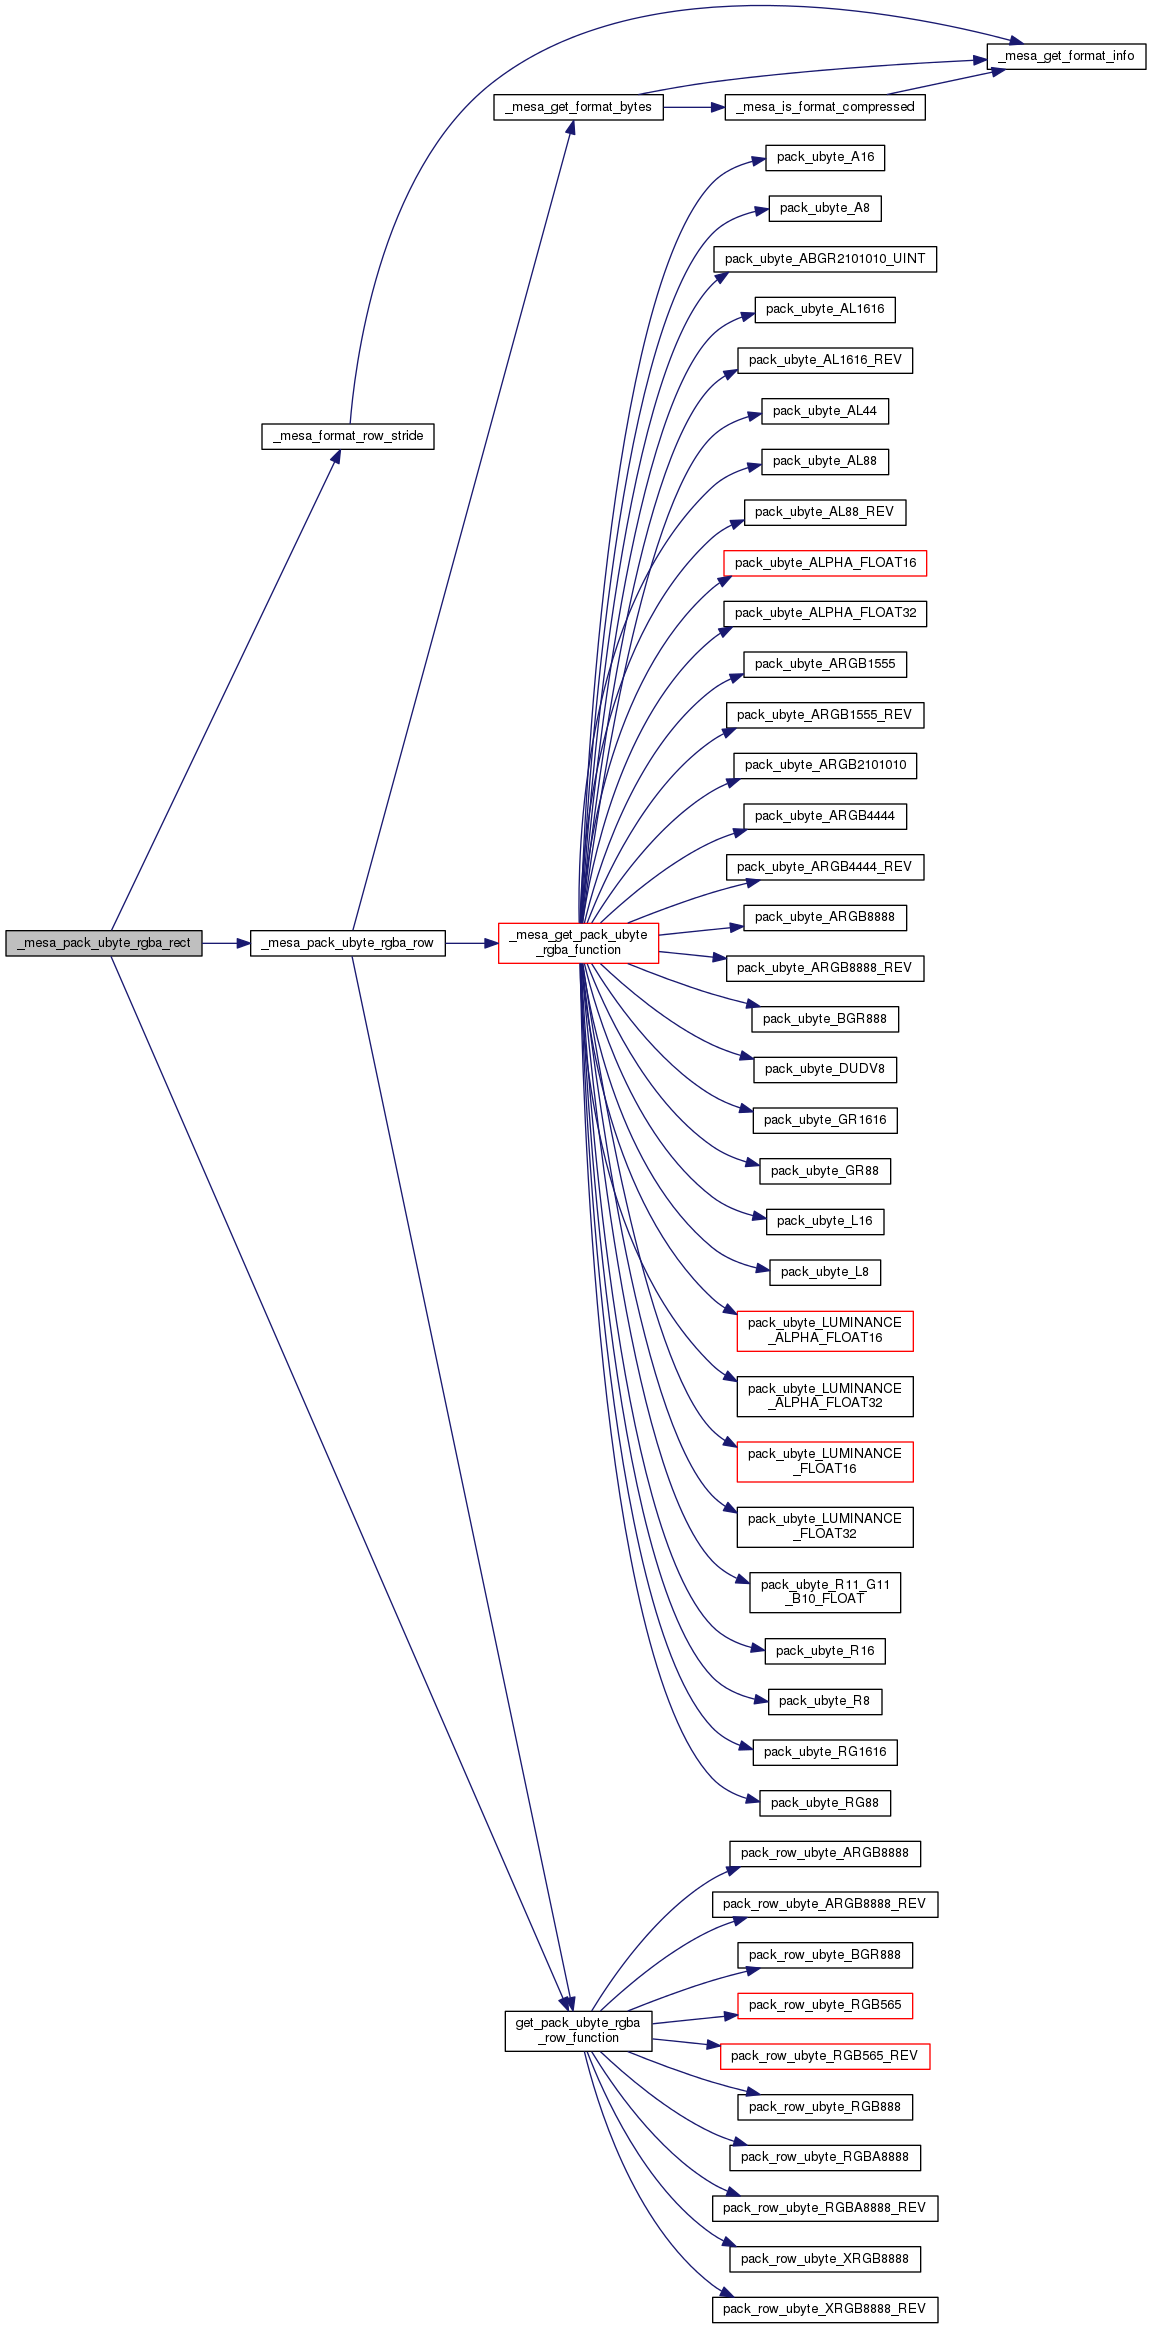 _mesa_get_format_info
_mesa_get_format_bytes
_mesa_is_format_compressed
pack_ubyte_A16
pack_ubyte_A8
pack_ubyte_ABGR2101010_UINT
pack_ubyte_AL1616
pack_ubyte_AL1616_REV
pack_ubyte_AL44
_mesa_format_row_stride
pack_ubyte_AL88
pack_ubyte_AL88_REV
pack_ubyte_ALPHA_FLOAT16
pack_ubyte_ALPHA_FLOAT32
pack_ubyte_ARGB1555
pack_ubyte_ARGB1555_REV
pack_ubyte_ARGB2101010
pack_ubyte_ARGB4444
pack_ubyte_ARGB4444_REV
pack_ubyte_ARGB8888
_mesa_pack_ubyte_rgba_rect
_mesa_pack_ubyte_rgba_row
_mesa_get_pack_ubyte
_rgba_function
pack_ubyte_ARGB8888_REV
pack_ubyte_BGR888
pack_ubyte_DUDV8
pack_ubyte_GR1616
pack_ubyte_GR88
pack_ubyte_L16
pack_ubyte_L8
pack_ubyte_LUMINANCE
_ALPHA_FLOAT16
pack_ubyte_LUMINANCE
_ALPHA_FLOAT32
pack_ubyte_LUMINANCE
_FLOAT16
pack_ubyte_LUMINANCE
_FLOAT32
pack_ubyte_R11_G11
_B10_FLOAT
pack_ubyte_R16
pack_ubyte_R8
pack_ubyte_RG1616
pack_ubyte_RG88
pack_row_ubyte_ARGB8888
pack_row_ubyte_ARGB8888_REV
pack_row_ubyte_BGR888
pack_row_ubyte_RGB565
get_pack_ubyte_rgba
_row_function
pack_row_ubyte_RGB565_REV
pack_row_ubyte_RGB888
pack_row_ubyte_RGBA8888
pack_row_ubyte_RGBA8888_REV
pack_row_ubyte_XRGB8888
pack_row_ubyte_XRGB8888_REV